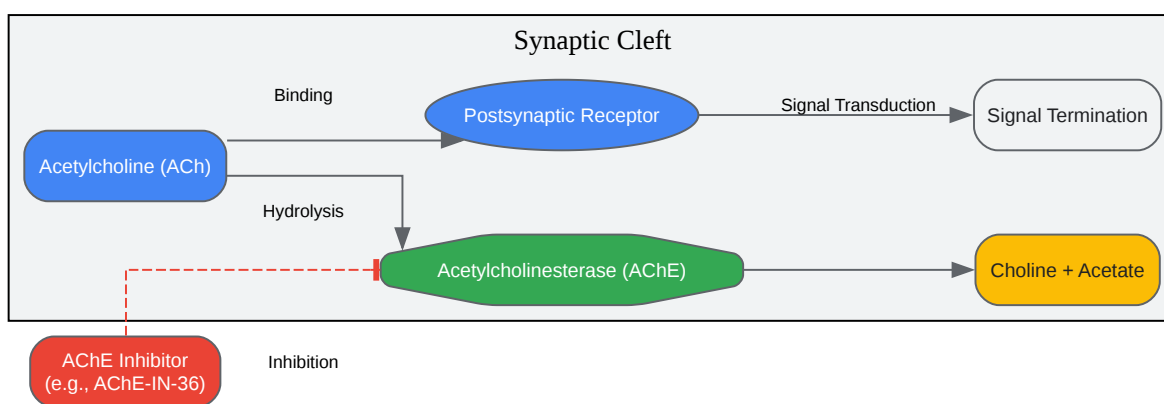 Synaptic Cleft
Binding
Postsynaptic Receptor
Signal Transduction
Signal Termination
Acetylcholine (ACh)
Hydrolysis
Acetylcholinesterase (AChE)
Choline + Acetate
AChE Inhibitor
(e.g., AChE-IN-36)
Inhibition